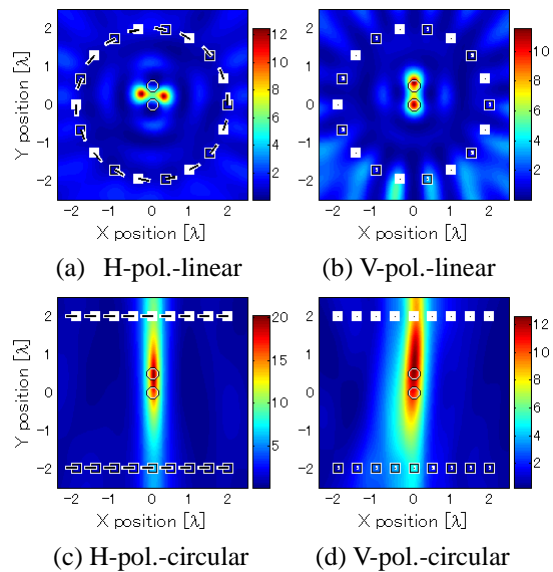 2
1
0
-1
-2
Y position [λ]
-2 -1 0 1 2
X position [λ]
12
10
8
6
4
2
(a) H-pol.-linear
2
1
0
-1
-2
Y position [λ]
-2 -1 0 1 2
X position [λ]
10
8
6
4
2
(b) V-pol.-linear
2
1
0
-1
-2
Y position [λ]
-2 -1 0 1 2
X position [λ]
20
15
10
5
(c) H-pol.-circular
2
1
0
-1
-2
-2 -1 0 1 2
X position [λ]
12
10
8
6
4
2
(d) V-pol.-circular